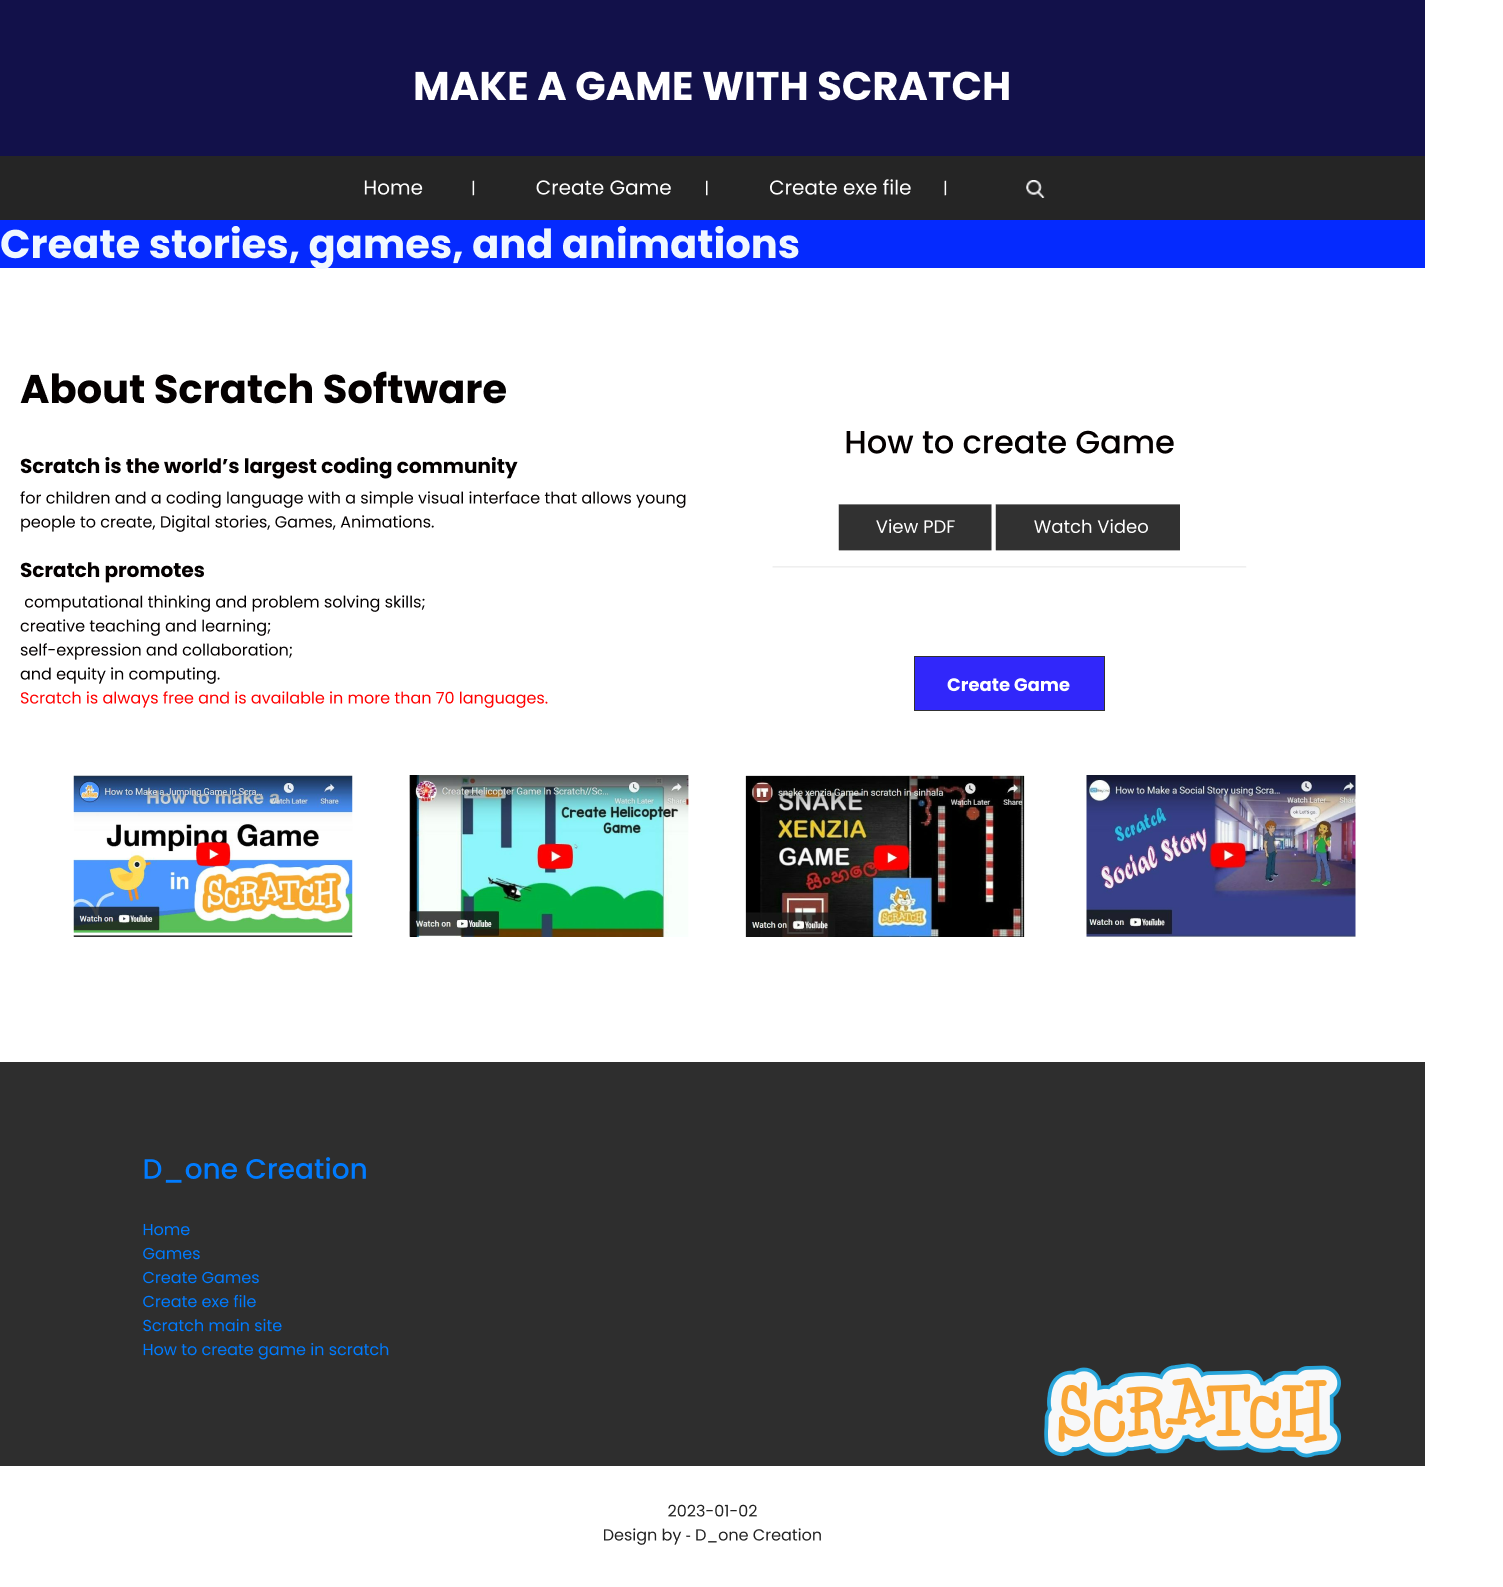 MAKE A GAME WITH SCRATCH
Home | Create Game | Create exe file |
Create stories, games, and animations
About Scratch Software
Scratch is the world’s largest coding community
for children and a coding language with a simple visual interface that allows young
people to create, Digital stories, Games, Animations.
Scratch promotes
computational thinking and problem solving skills;
creative teaching and learning;
self-expression and collaboration;
and equity in computing.
Scratch is always free and is available in more than 70 languages.
How to create Game
View PDF Watch Video
Create Game
How to Make a Jumping Game in Scra...
Watch Later Share
How to make a
Jumping Game
in SCRATCH
Watch on YouTube
Create Helicopter Game In Scratch//Sc...
Watch Later Share
Create Helicopter
Game
Watch on YouTube
snake xenzia Game in scratch in sinhala
Watch Later Share
SNAKE
XENZIA
GAME
සිංහලෙ
IT
SCRATCH
Watch on YouTube
How to Make a Social Story using Scra...
Watch Later Share
Scratch
Social Story
Watch on YouTube
D_one Creation
Home
Games
Create Games
Create exe file
Scratch main site
How to create game in scratch
SCRATCH
2023-01-02
Design by - D_one Creation